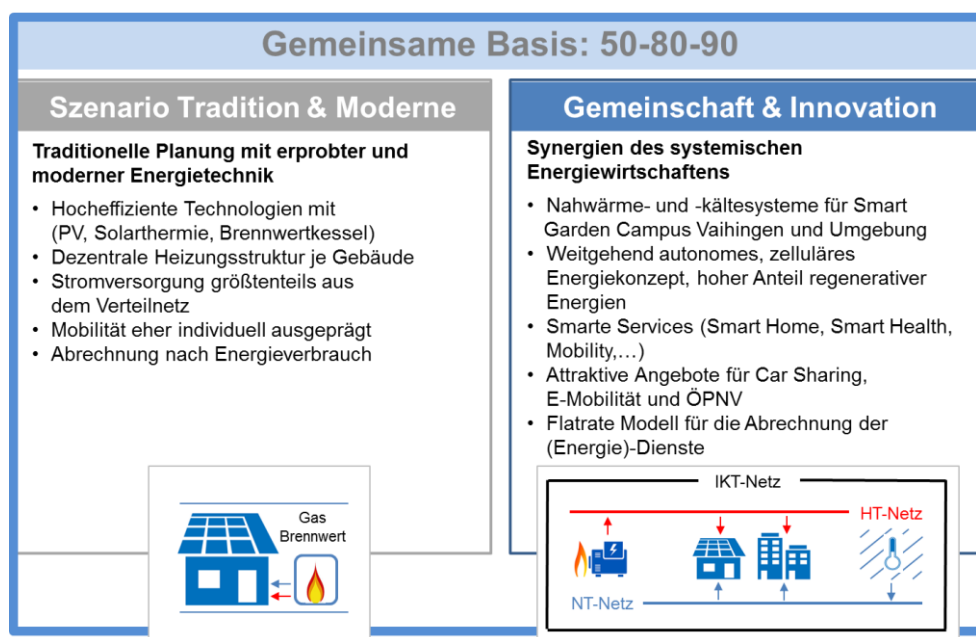 Gemeinsame Basis: 50-80-90
Szenario Tradition & Moderne
Traditionelle Planung mit erprobter und
moderner Energietechnik
• Hocheffiziente Technologien mit
(PV, Solarthermie, Brennwertkessel)
• Dezentrale Heizungsstruktur je Gebäude
• Stromversorgung größtenteils aus
dem Verteilnetz
• Mobilität eher individuell ausgeprägt
• Abrechnung nach Energieverbrauch
Gas
Brennwert
Gemeinschaft & Innovation
Synergien des systemischen
Energiewirtschaftens
• Nahwärme- und -kältesysteme für Smart
Garden Campus Vaihingen und Umgebung
• Weitgehend autonomes, zelluläres
Energiekonzept, hoher Anteil regenerativer
Energien
• Smarte Services (Smart Home, Smart Health,
Mobility,…)
• Attraktive Angebote für Car Sharing,
E-Mobilität und ÖPNV
• Flatrate Modell für die Abrechnung der
(Energie)-Dienste
IKT-Netz
HT-Netz
NT-Netz